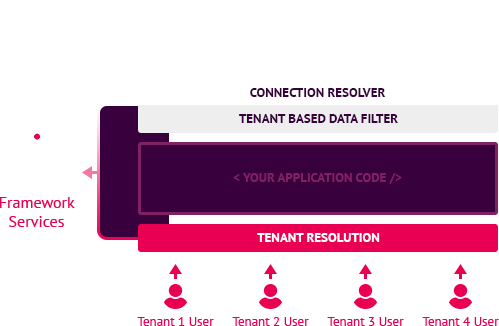 CONNECTION RESOLVER
TENANT BASED DATA FILTER
< YOUR APPLICATION CODE />
Framework
Services
TENANT RESOLUTION
Tenant 1 User
Tenant 2 User
Tenant 3 User
Tenant 4 User